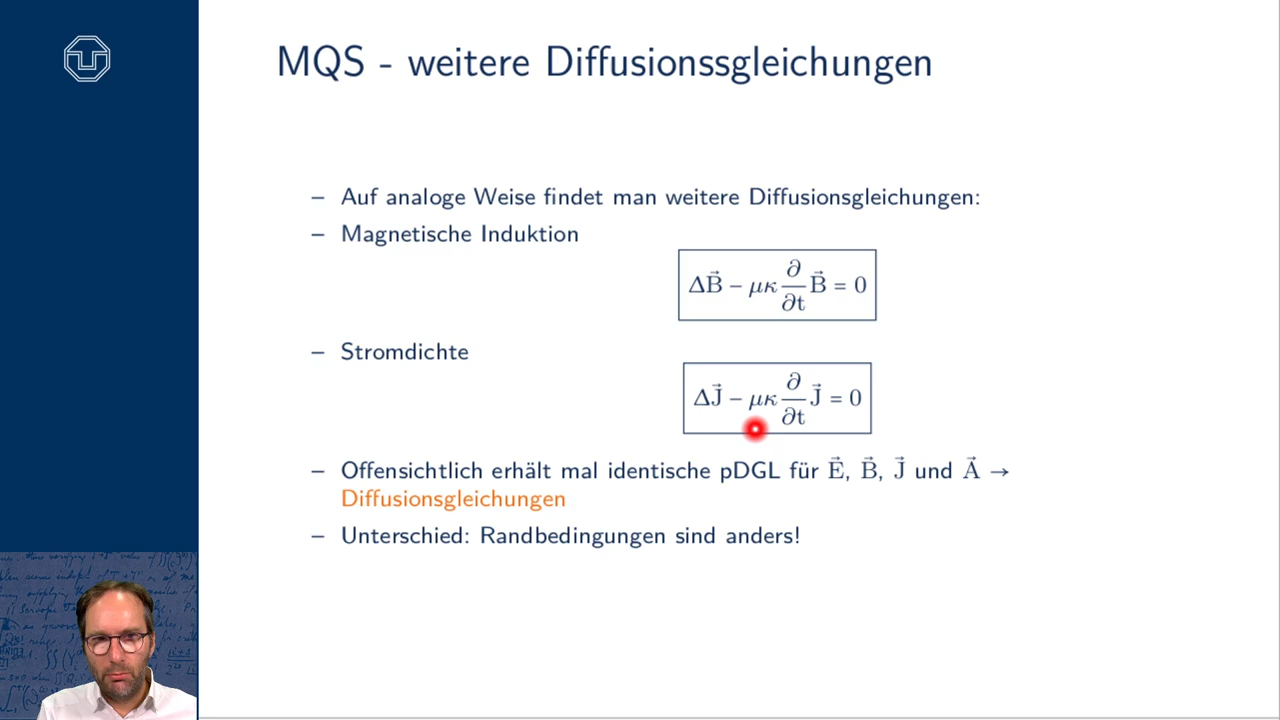 MQS - weitere Diffusionssgleichungen
– Auf analoge Weise findet man weitere Diffusionsgleichungen:
– Magnetische Induktion
ΔB⃗ − μκ ∂/∂t B⃗ = 0
– Stromdichte
ΔJ⃗ − μκ ∂/∂t J⃗ = 0
– Offensichtlich erhält mal identische pDGL für E⃗, B⃗, J⃗ und A⃗ →
Diffusionsgleichungen
– Unterschied: Randbedingungen sind anders!